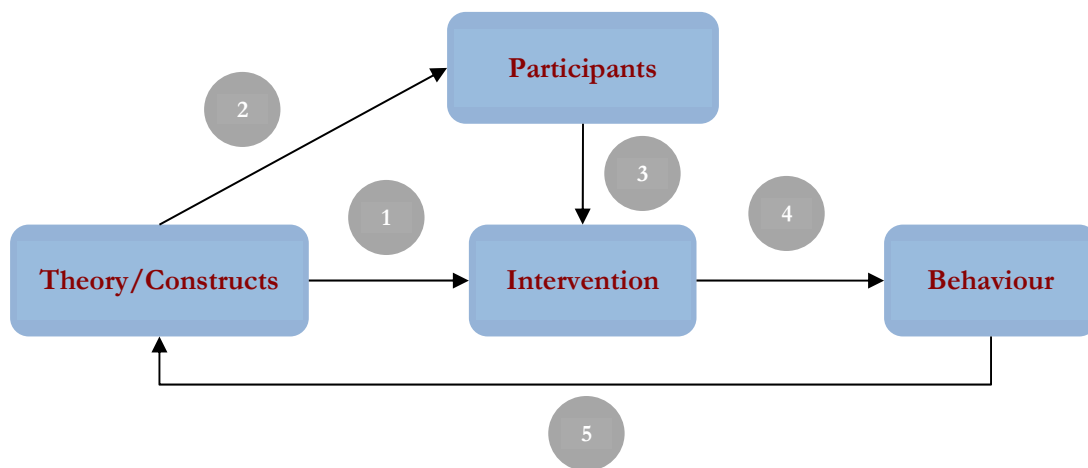 Participants
2
3
1
4
Theory/Constructs
Intervention
Behaviour
5